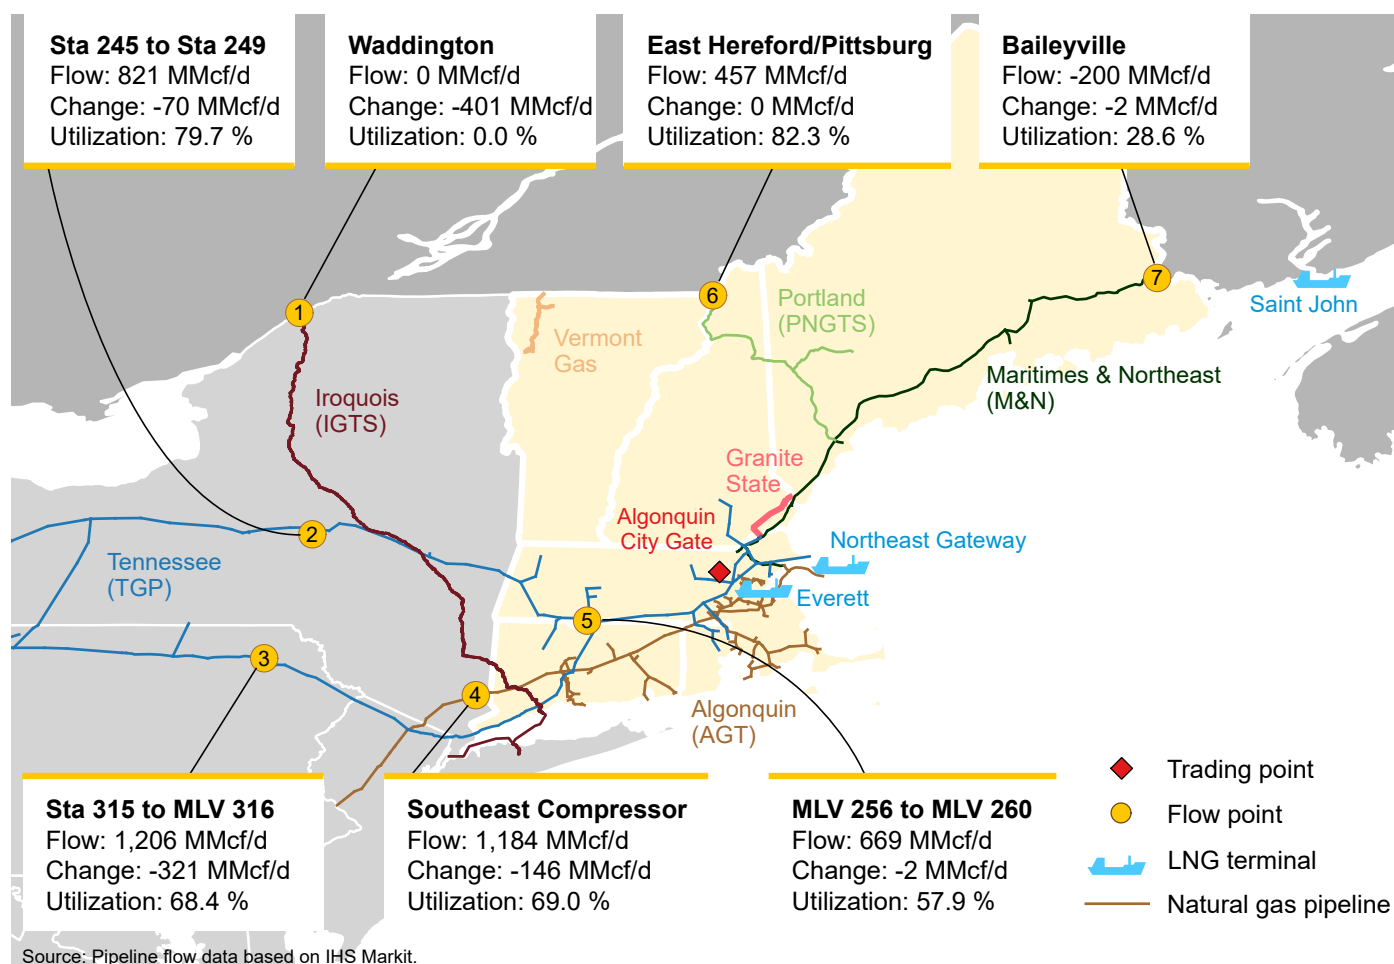 Sta 245 to Sta 249
Flow: 821 MMcf/d
Change: -70 MMcf/d
Utilization: 79.7 %
Waddington
Flow: 0 MMcf/d
Change: -401 MMcf/d
Utilization: 0.0 %
East Hereford/Pittsburg
Flow: 457 MMcf/d
Change: 0 MMcf/d
Utilization: 82.3 %
Baileyville
Flow: -200 MMcf/d
Change: -2 MMcf/d
Utilization: 28.6 %
7
6
1
Saint John
Portland
(PNGTS)
Vermont
Gas
Maritimes & Northeast
(M&N)
Iroquois
(IGTS)
Granite
State
Algonquin
City Gate
2
Northeast Gateway
Tennessee
(TGP)
Everett
5
3
4
Algonquin
(AGT)
Sta 315 to MLV 316
Flow: 1,206 MMcf/d
Change: -321 MMcf/d
Utilization: 68.4 %
Southeast Compressor
Flow: 1,184 MMcf/d
Change: -146 MMcf/d
Utilization: 69.0 %
MLV 256 to MLV 260
Flow: 669 MMcf/d
Change: -2 MMcf/d
Utilization: 57.9 %
Trading point
Flow point
LNG terminal
Natural gas pipeline
Source: Pipeline flow data based on IHS Markit.